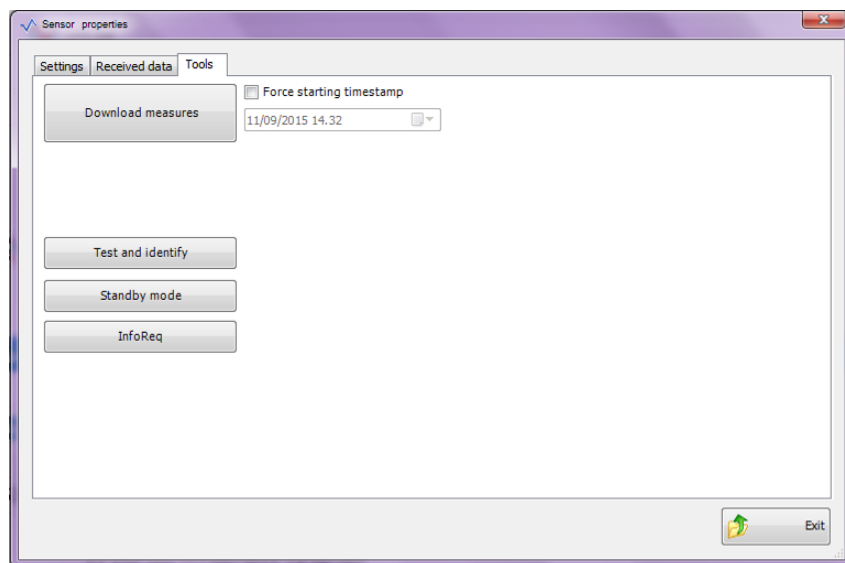 Sensor properties
Settings Received data Tools
Download measures
Force starting timestamp
11/09/2015 14.32
Test and identify
Standby mode
InfoReq
Exit